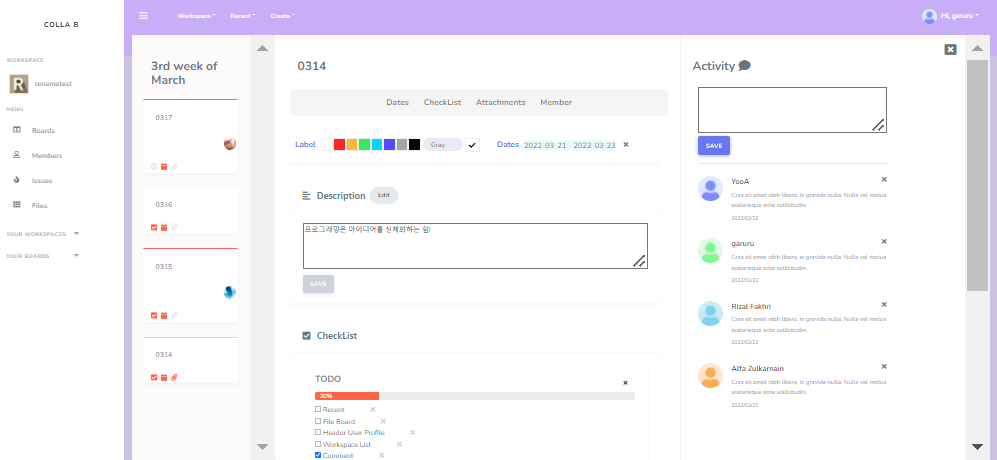 COLLA B
Workspace
Recent
Create
Hi, garuru
WORKSPACE
R
renametest
MENU
Boards
Members
Issues
Files
YOUR WORKSPACES
YOUR BOARDS
3rd week of
March
0317
0316
0315
0314
0314
Dates CheckList Attachments Member
Label
Gray
Dates 2022-03-21 - 2022-03-23
Description
Edit
프로그래밍은 아이디어를 실체화하는 힘!
SAVE
CheckList
TODO
20%
Recent
File Board
Header User Profile
Workspace List
Comment
Activity
SAVE
YooA
Cras sit amet nibh libero, in gravida nulla. Nulla vel metus
scelerisque ante sollicitudin.
2022/02/22
garuru
Cras sit amet nibh libero, in gravida nulla. Nulla vel metus
scelerisque ante sollicitudin.
2022/02/22
Rizal Fakhri
Cras sit amet nibh libero, in gravida nulla. Nulla vel metus
scelerisque ante sollicitudin.
2022/02/22
Alfa Zulkarnain
Cras sit amet nibh libero, in gravida nulla. Nulla vel metus
scelerisque ante sollicitudin.
2022/02/22